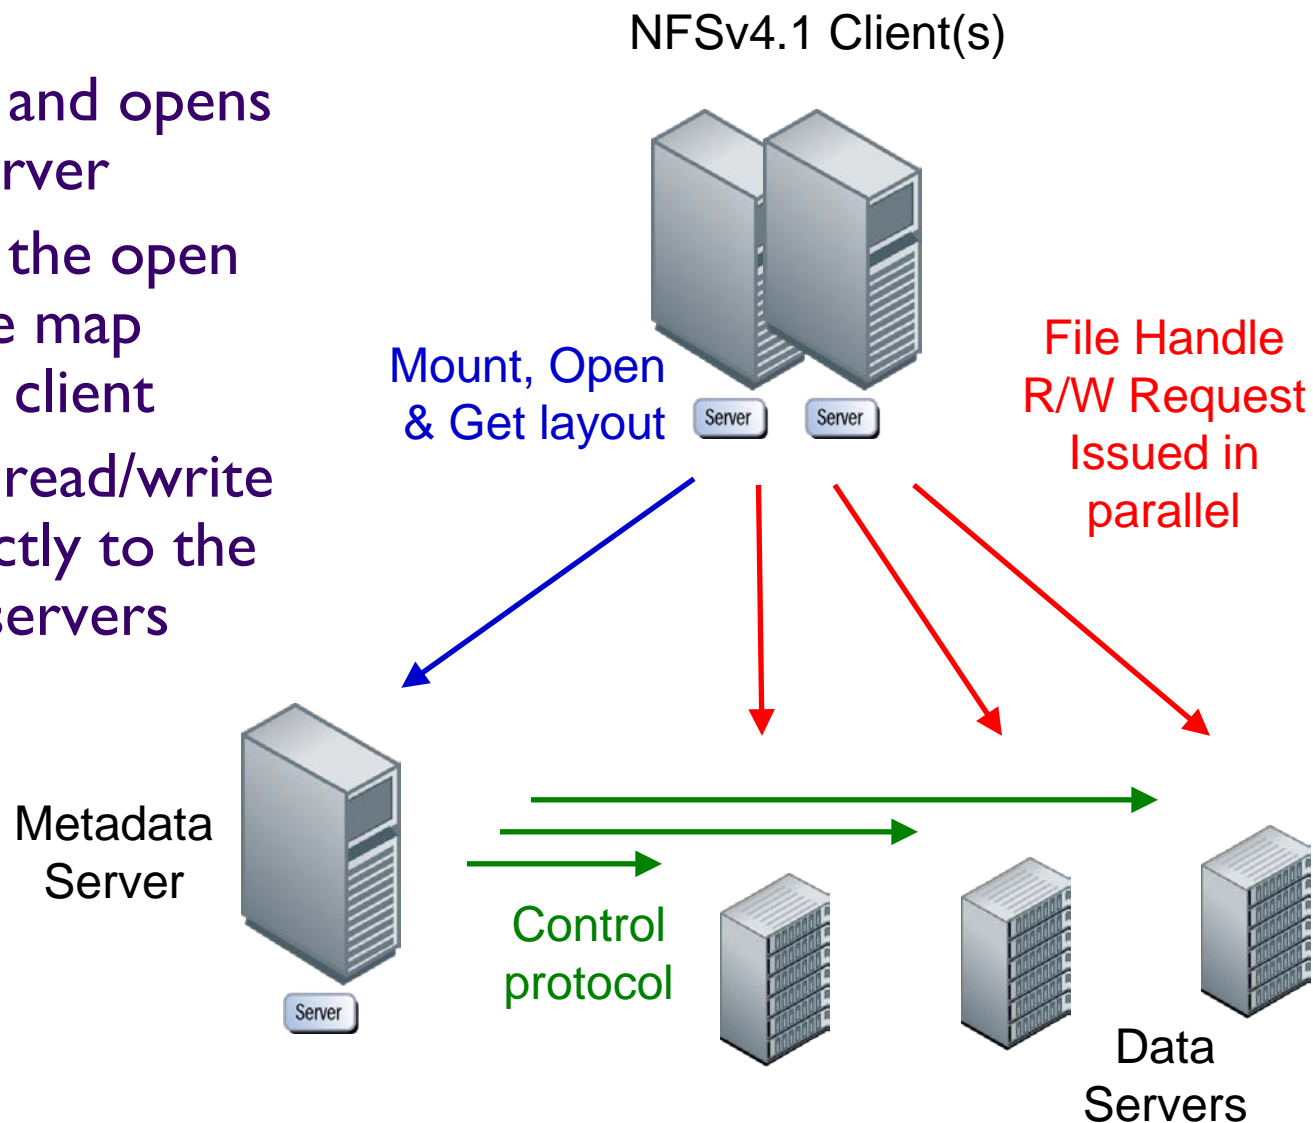 NFSv4.1 Client(s)
and opens
rver
the open
e map
client
read/write
ctly to the
servers
Mount, Open
& Get layout
Server
Server
File Handle
R/W Request
Issued in
parallel
Metadata
Server
Server
Control
protocol
Data
Servers